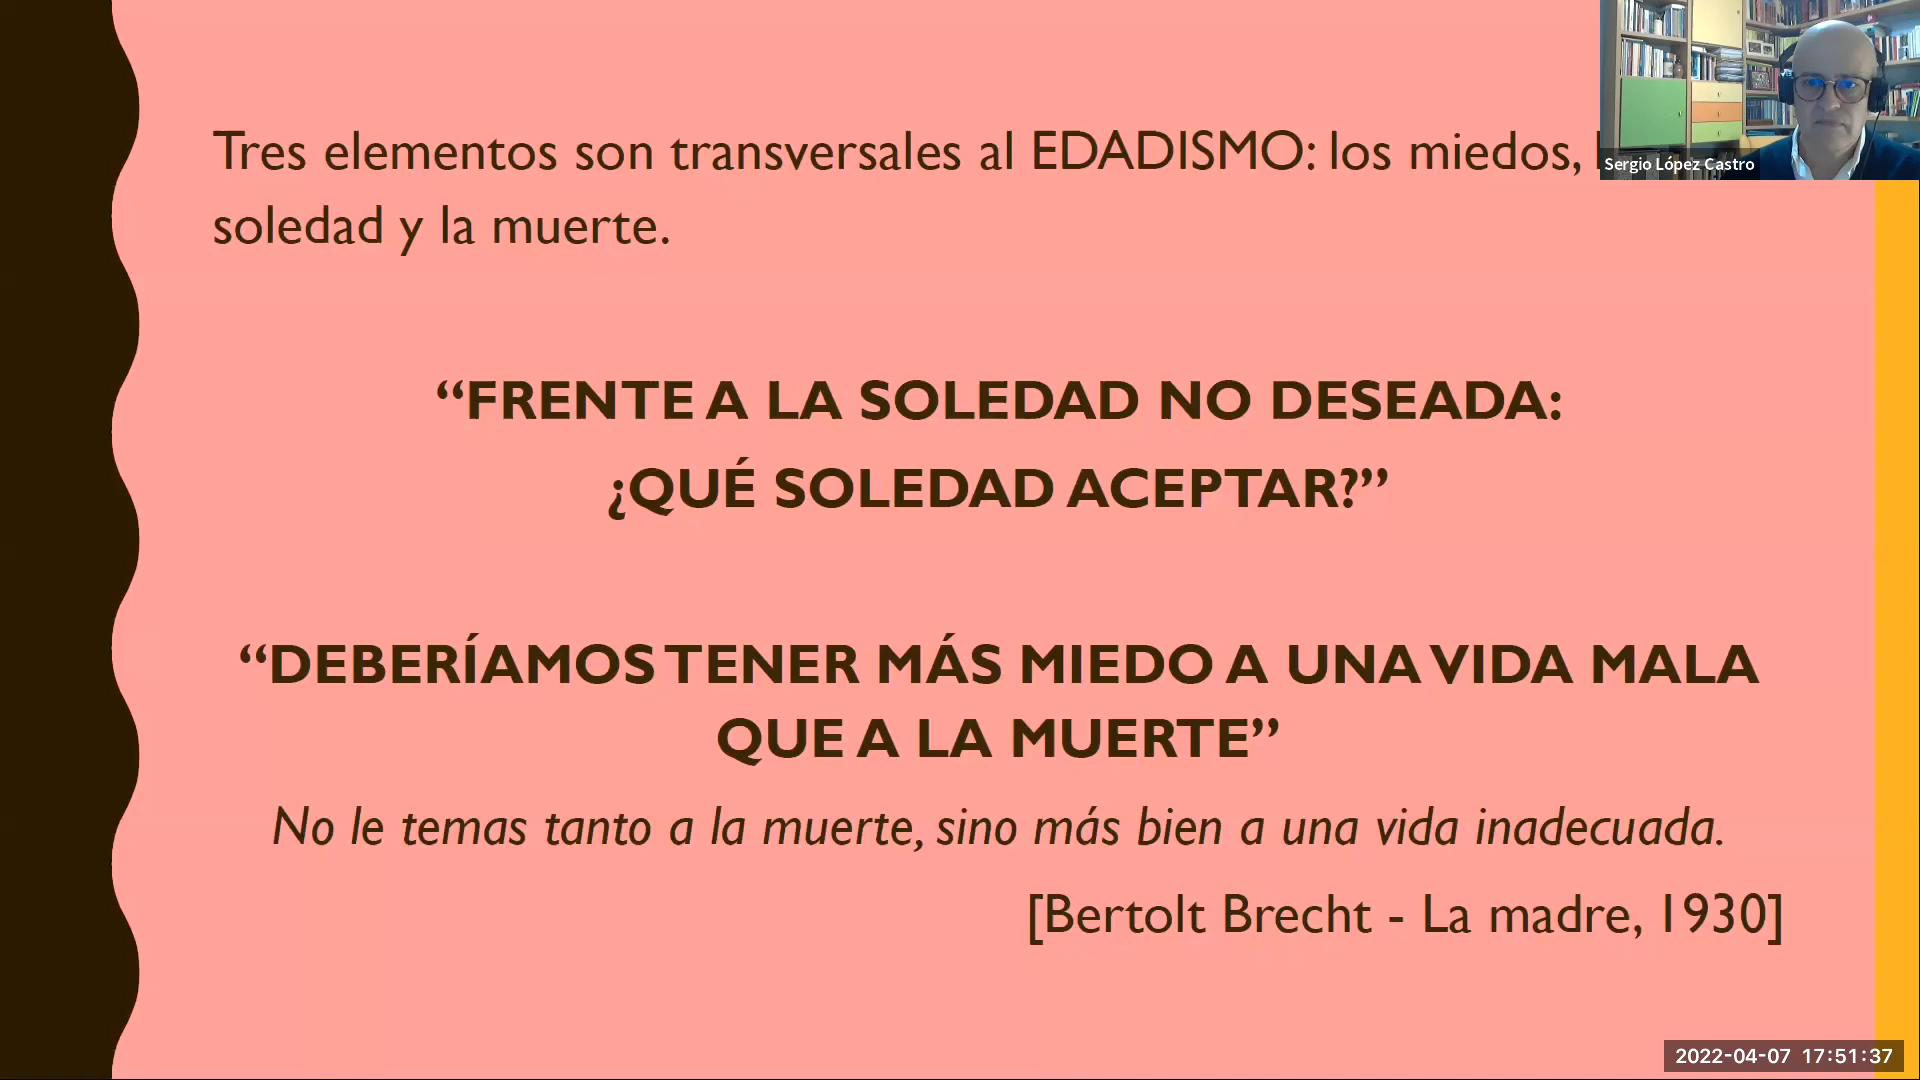 Tres elementos son transversales al EDADISMO: los miedos,
soledad y la muerte.
“FRENTE A LA SOLEDAD NO DESEADA:
¿QUÉ SOLEDAD ACEPTAR?”
“DEBERÍAMOS TENER MÁS MIEDO A UNA VIDA MALA
QUE A LA MUERTE”
No le temas tanto a la muerte, sino más bien a una vida inadecuada.
[Bertolt Brecht - La madre, 1930]
Sergio López Castro
2022-04-07 17:51:37